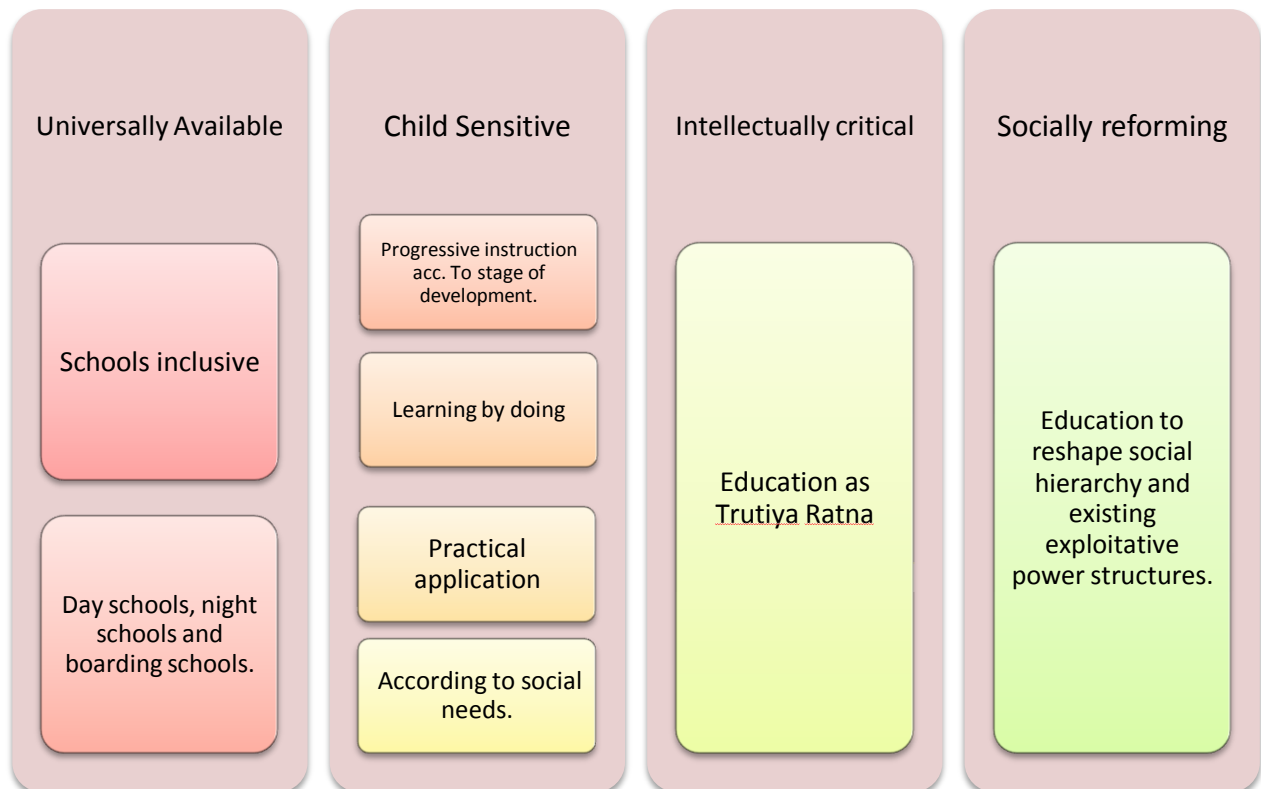 Universally Available
Schools inclusive
Day schools, night
schools and
boarding schools.
Child Sensitive
Progressive instruction
acc. To stage of
development.
Learning by doing
Practical
application
According to social
needs.
Intellectually critical
Education as
Trutiya Ratna
Socially reforming
Education to
reshape social
hierarchy and
existing
exploitative
power structures.